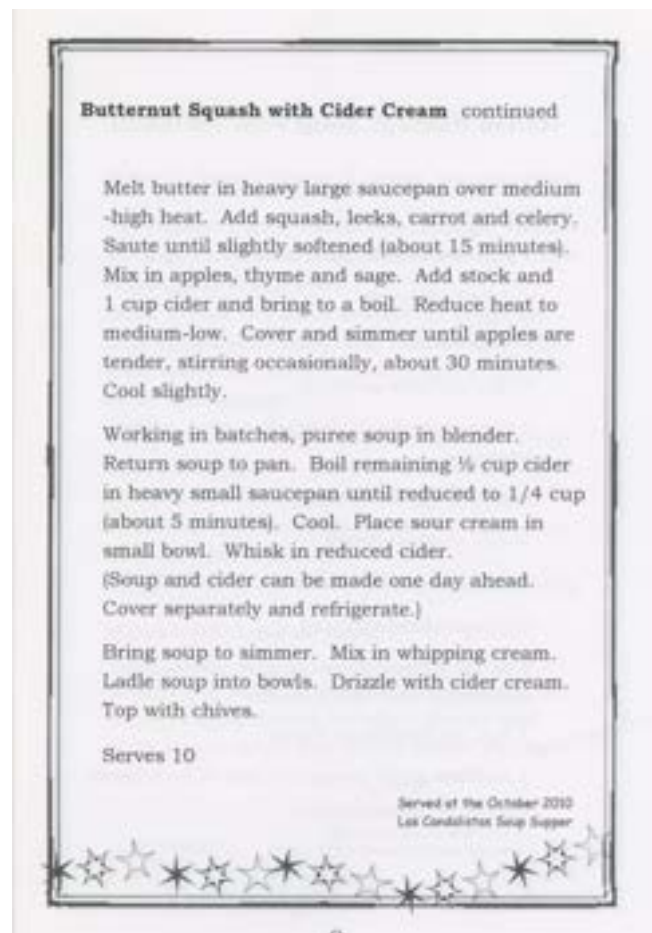 Butternut Squash with Cider Cream continued
Melt butter in heavy large saucepan over medium
-high heat. Add squash, leeks, carrot and celery.
Saute until slightly softened (about 15 minutes).
Mix in apples, thyme and sage. Add stock and
1 cup cider and bring to a boil. Reduce heat to
medium-low. Cover and simmer until apples are
tender, stirring occasionally, about 30 minutes.
Cool slightly.
Working in batches, puree soup in blender.
Return soup to pan. Boil remaining ½ cup cider
in heavy small saucepan until reduced to 1/4 cup
(about 5 minutes). Cool. Place sour cream in
small bowl. Whisk in reduced cider.
(Soup and cider can be made one day ahead.
Cover separately and refrigerate.)
Bring soup to simmer. Mix in whipping cream.
Ladle soup into bowls. Drizzle with cider cream.
Top with chives.
Serves 10
Served at the October 2010
Las Candalistas Soup Supper